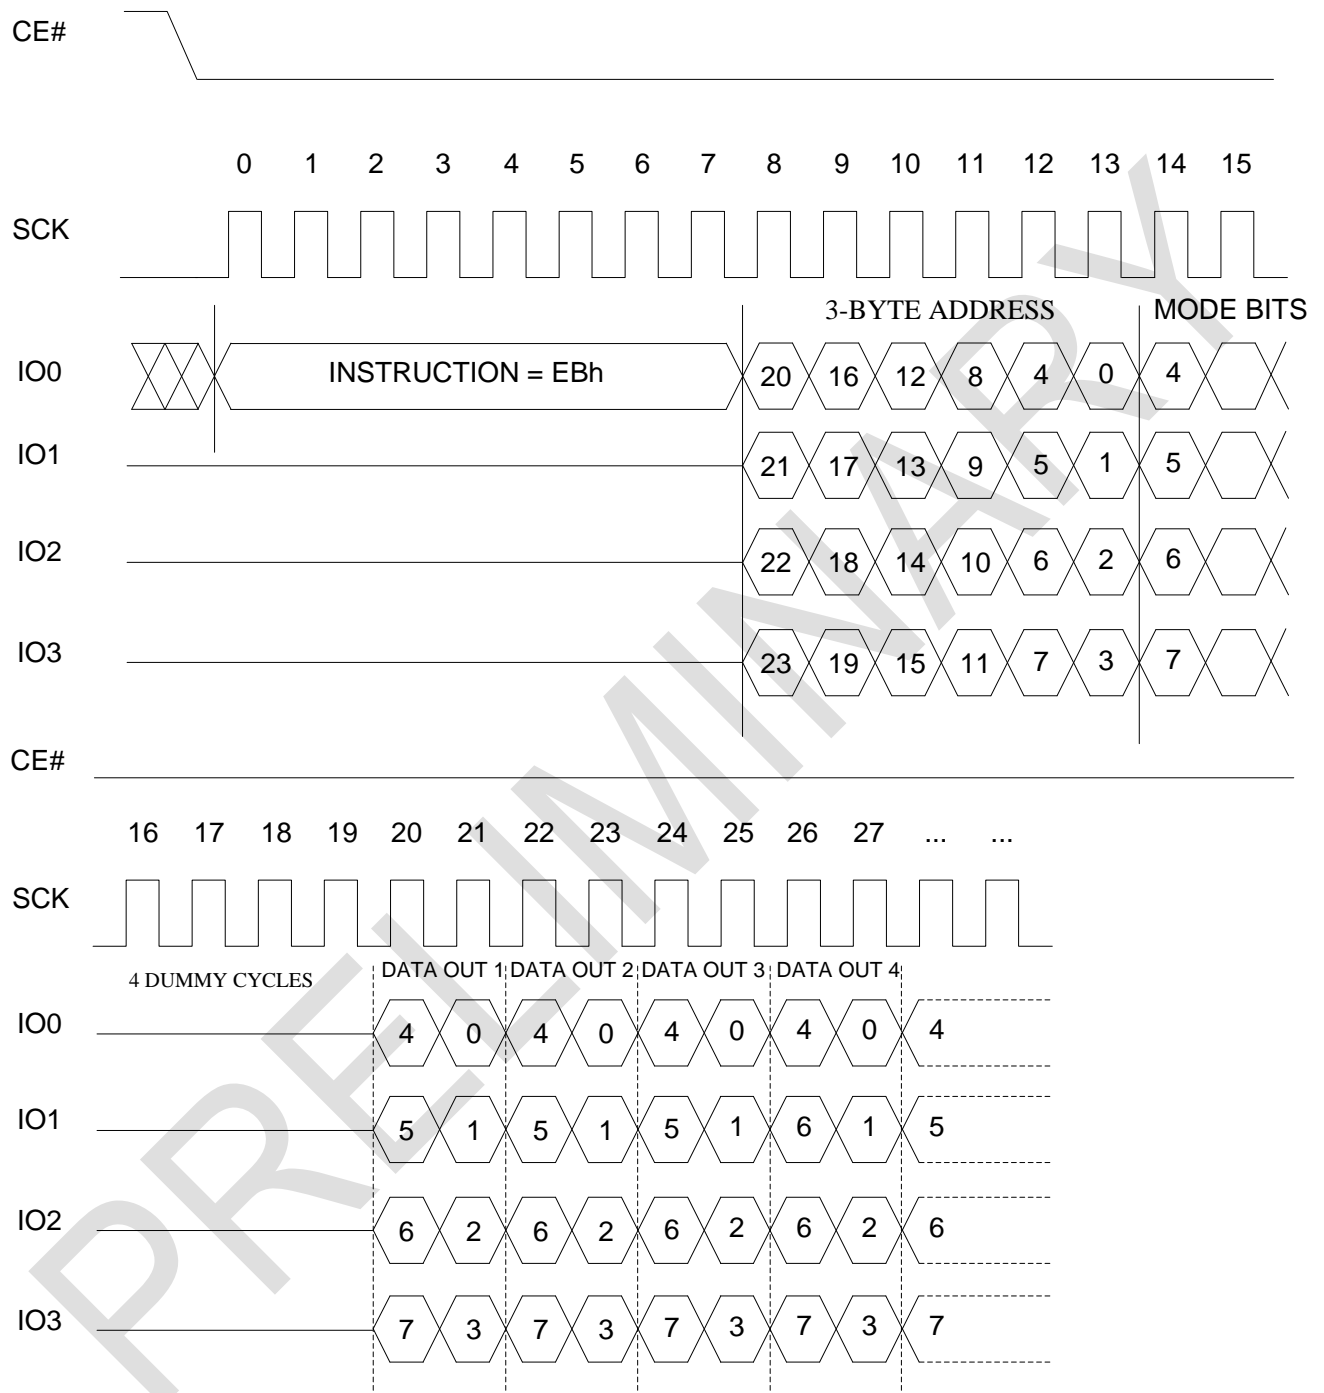 CE#
0 1 2 3 4 5 6 7 8 9 10 11 12 13 14 15
SCK
3-BYTE ADDRESS MODE BITS
IO0 INSTRUCTION = EBh 20 16 12 8 4 0 4
IO1 21 17 13 9 5 1 5
IO2 22 18 14 10 6 2 6
IO3 23 19 15 11 7 3 7
CE#
16 17 18 19 20 21 22 23 24 25 26 27 ... ...
SCK
4 DUMMY CYCLES DATA OUT 1 DATA OUT 2 DATA OUT 3 DATA OUT 4
IO0 4 0 4 0 4 0 4 0 4
IO1 5 1 5 1 5 1 6 1 5
IO2 6 2 6 2 6 2 6 2 6
IO3 7 3 7 3 7 3 7 3 7
PRELIMINARY